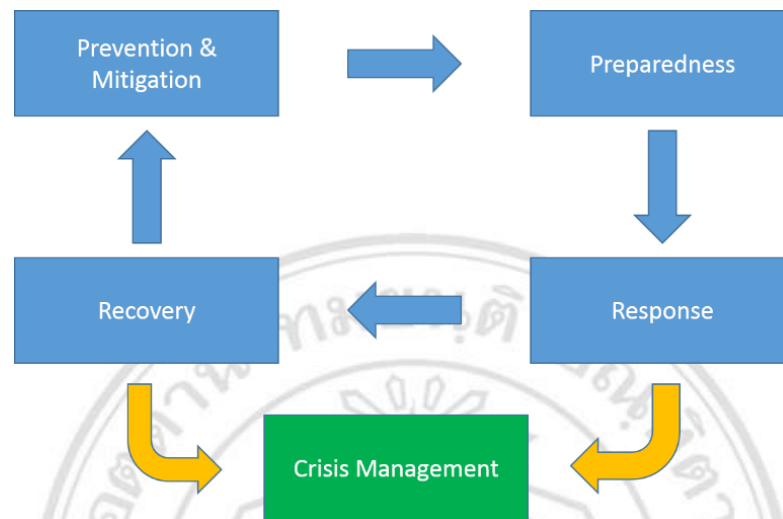 Prevention &
Mitigation
Preparedness
Recovery
Response
Crisis Management